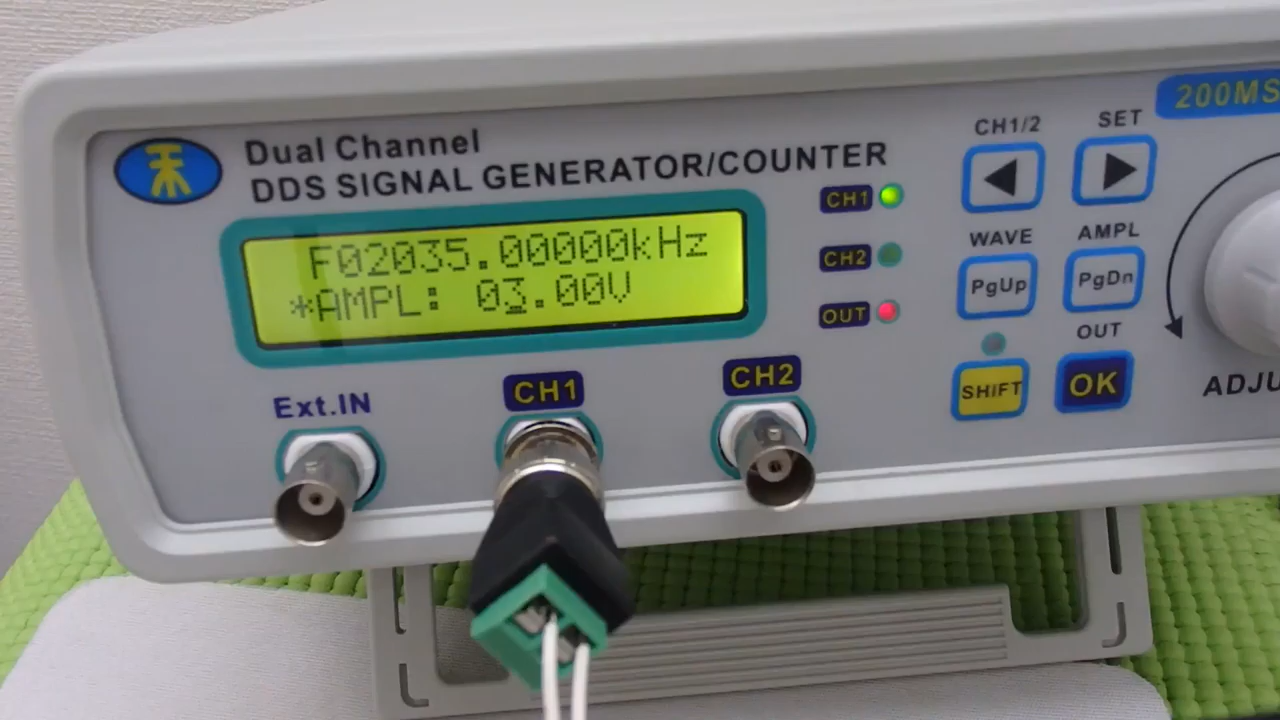 Dual Channel
DDS SIGNAL GENERATOR/COUNTER
F02035.00000kHz
*AMPL: 03.00V
Ext.IN
CH1
CH2
CH1
CH2
OUT
CH1/2
SET
WAVE
AMPL
PgUp
PgDn
OUT
SHiFT
OK
200MS
ADJU